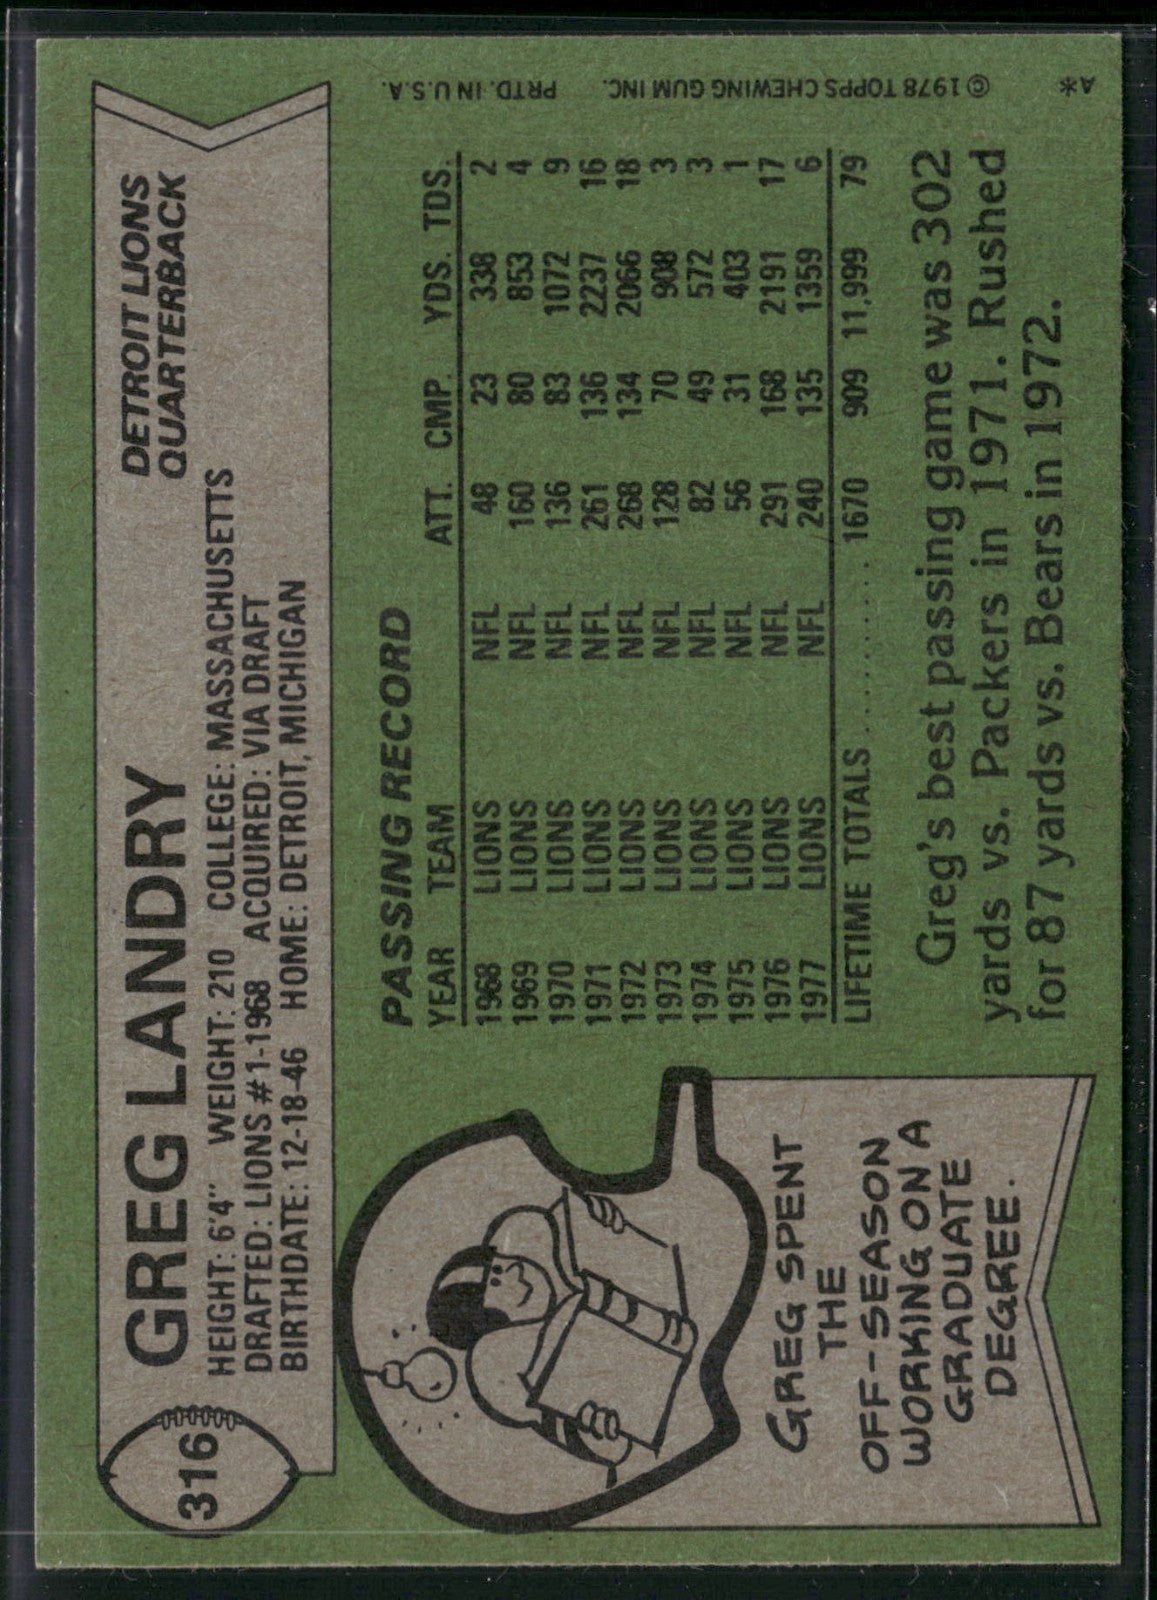 316
GREG LANDRY
DETROIT LIONS
QUARTERBACK
HEIGHT: 6'4" WEIGHT: 210 COLLEGE: MASSACHUSETTS
DRAFTED: LIONS #1-1968 ACQUIRED: VIA DRAFT
BIRTHDATE: 12-18-46 HOME: DETROIT, MICHIGAN
GREG SPENT
THE
OFF-SEASON
WORKING ON A
GRADUATE
DEGREE.
PASSING RECORD
YEAR TEAM ATT. CMP. YDS. TDS.
1968 LIONS NFL 48 23 338 2
1969 LIONS NFL 160 80 853 4
1970 LIONS NFL 136 83 1072 9
1971 LIONS NFL 261 136 2237 16
1972 LIONS NFL 268 134 2066 18
1973 LIONS NFL 128 70 908 3
1974 LIONS NFL 82 49 572 3
1975 LIONS NFL 56 31 403 1
1976 LIONS NFL 291 168 2191 17
1977 LIONS NFL 240 135 1359 6
LIFETIME TOTALS .......... 1670 909 11,999 79
Greg's best passing game was 302
yards vs. Packers in 1971. Rushed
for 87 yards vs. Bears in 1972.
A* © 1978 TOPPS CHEWING GUM INC. PRTD. IN U.S.A.